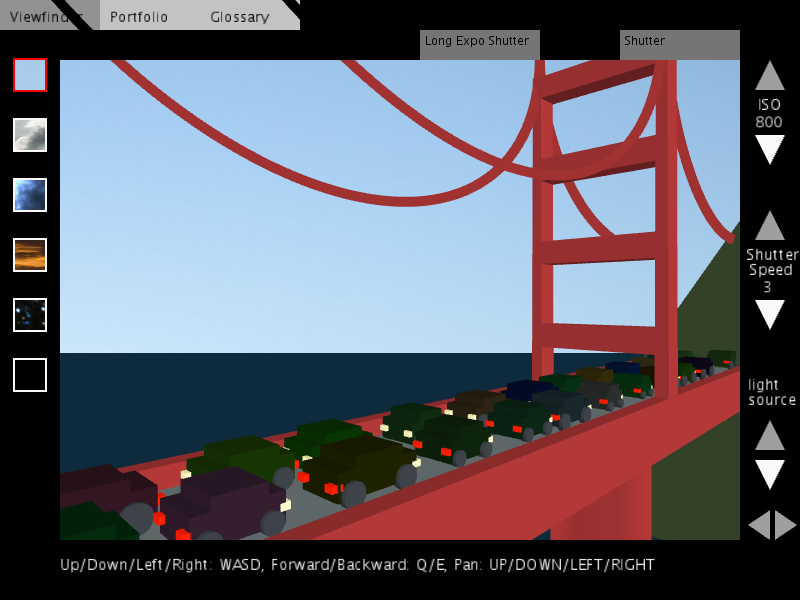 Viewfinder Portfolio Glossary
Long Expo Shutter Shutter
ISO
800
Shutter
Speed
3
light
source
Up/Down/Left/Right: WASD, Forward/Backward: Q/E, Pan: UP/DOWN/LEFT/RIGHT